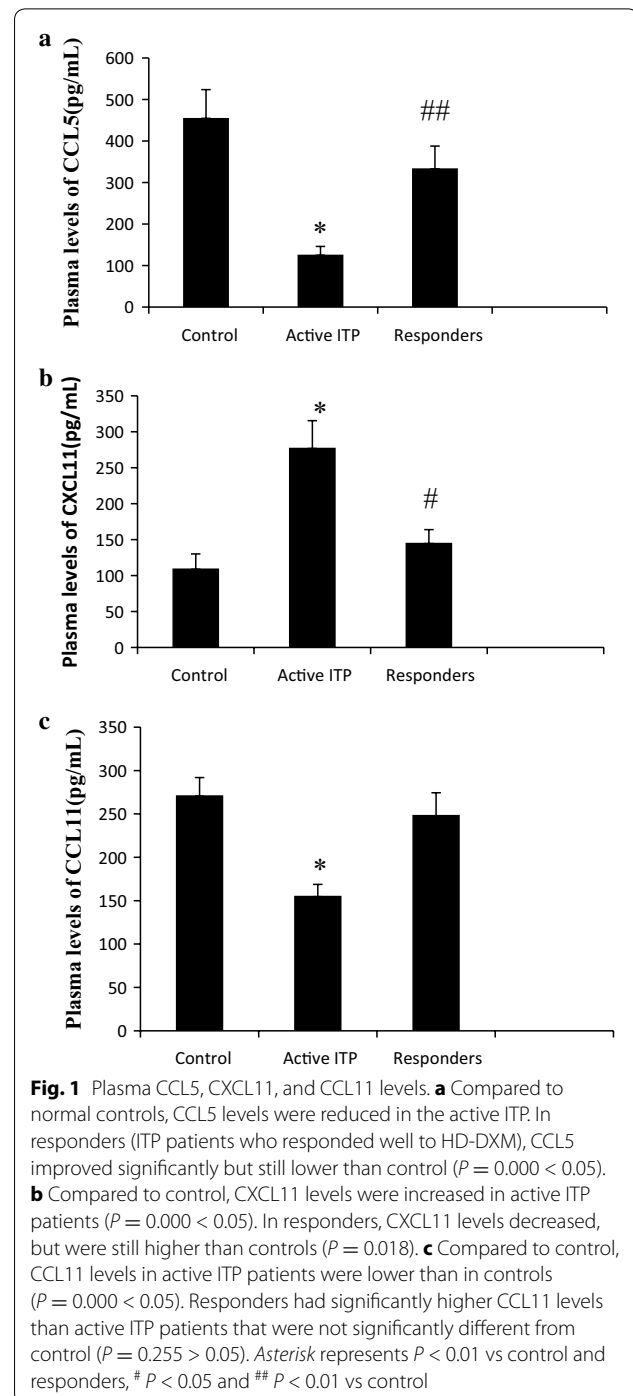 a
Plasma levels of CCL5(pg/mL)
600
500
400
300
200
100
0
*
##
Control Active ITP Responders
b
Plasma levels of CXCL11(pg/mL)
350
300
250
200
150
100
50
0
*
#
Control Active ITP Responders
c
Plasma levels of CCL11(pg/mL)
350
300
250
200
150
100
50
0
*
Control Active ITP Responders
Fig. 1 Plasma CCL5, CXCL11, and CCL11 levels. a Compared to
normal controls, CCL5 levels were reduced in the active ITP. In
responders (ITP patients who responded well to HD-DXM), CCL5
improved significantly but still lower than control (P = 0.000 < 0.05).
b Compared to control, CXCL11 levels were increased in active ITP
patients (P = 0.000 < 0.05). In responders, CXCL11 levels decreased,
but were still higher than controls (P = 0.018). c Compared to control,
CCL11 levels in active ITP patients were lower than in controls
(P = 0.000 < 0.05). Responders had significantly higher CCL11 levels
than active ITP patients that were not significantly different from
control (P = 0.255 > 0.05). Asterisk represents P < 0.01 vs control and
responders, # P < 0.05 and ## P < 0.01 vs control